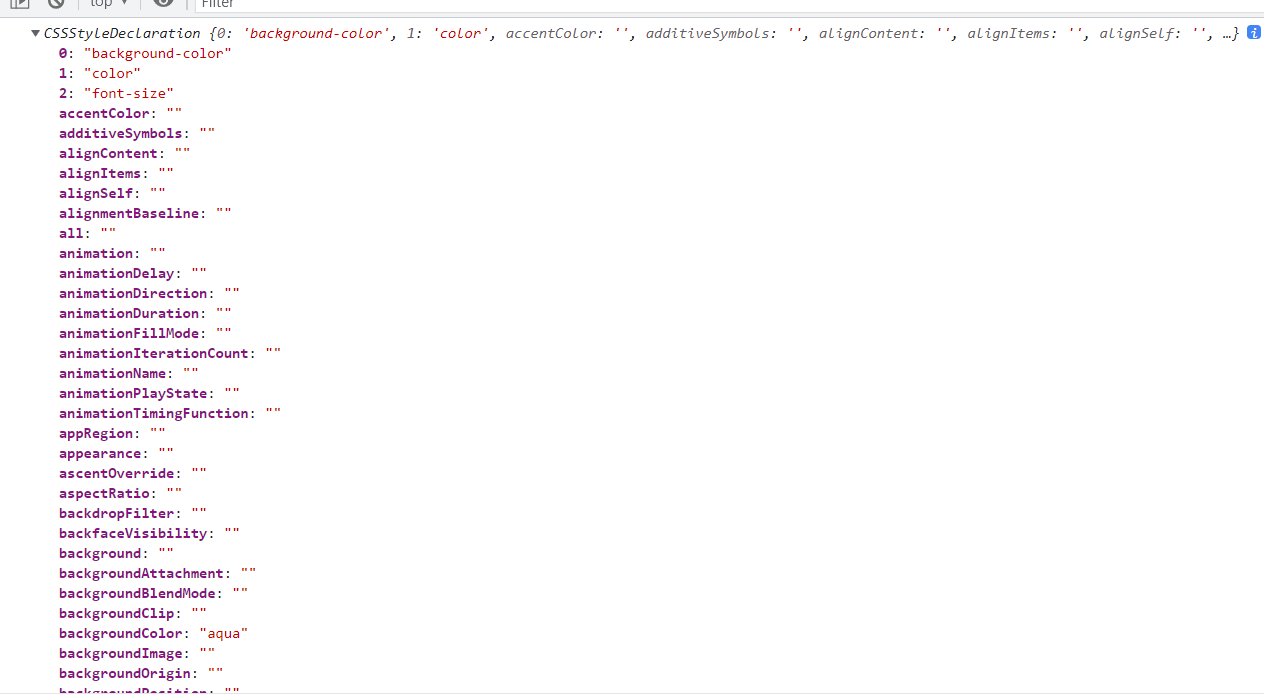 top Filter
CSSStyleDeclaration {0: 'background-color', 1: 'color', accentColor: '', additiveSymbols: '', alignContent: '', alignItems: '', alignSelf: '', …} i
0: "background-color"
1: "color"
2: "font-size"
accentColor: ""
additiveSymbols: ""
alignContent: ""
alignItems: ""
alignSelf: ""
alignmentBaseline: ""
all: ""
animation: ""
animationDelay: ""
animationDirection: ""
animationDuration: ""
animationFillMode: ""
animationIterationCount: ""
animationName: ""
animationPlayState: ""
animationTimingFunction: ""
appRegion: ""
appearance: ""
ascentOverride: ""
aspectRatio: ""
backdropFilter: ""
backfaceVisibility: ""
background: ""
backgroundAttachment: ""
backgroundBlendMode: ""
backgroundClip: ""
backgroundColor: "aqua"
backgroundImage: ""
backgroundOrigin: ""
backgroundPosition: ""